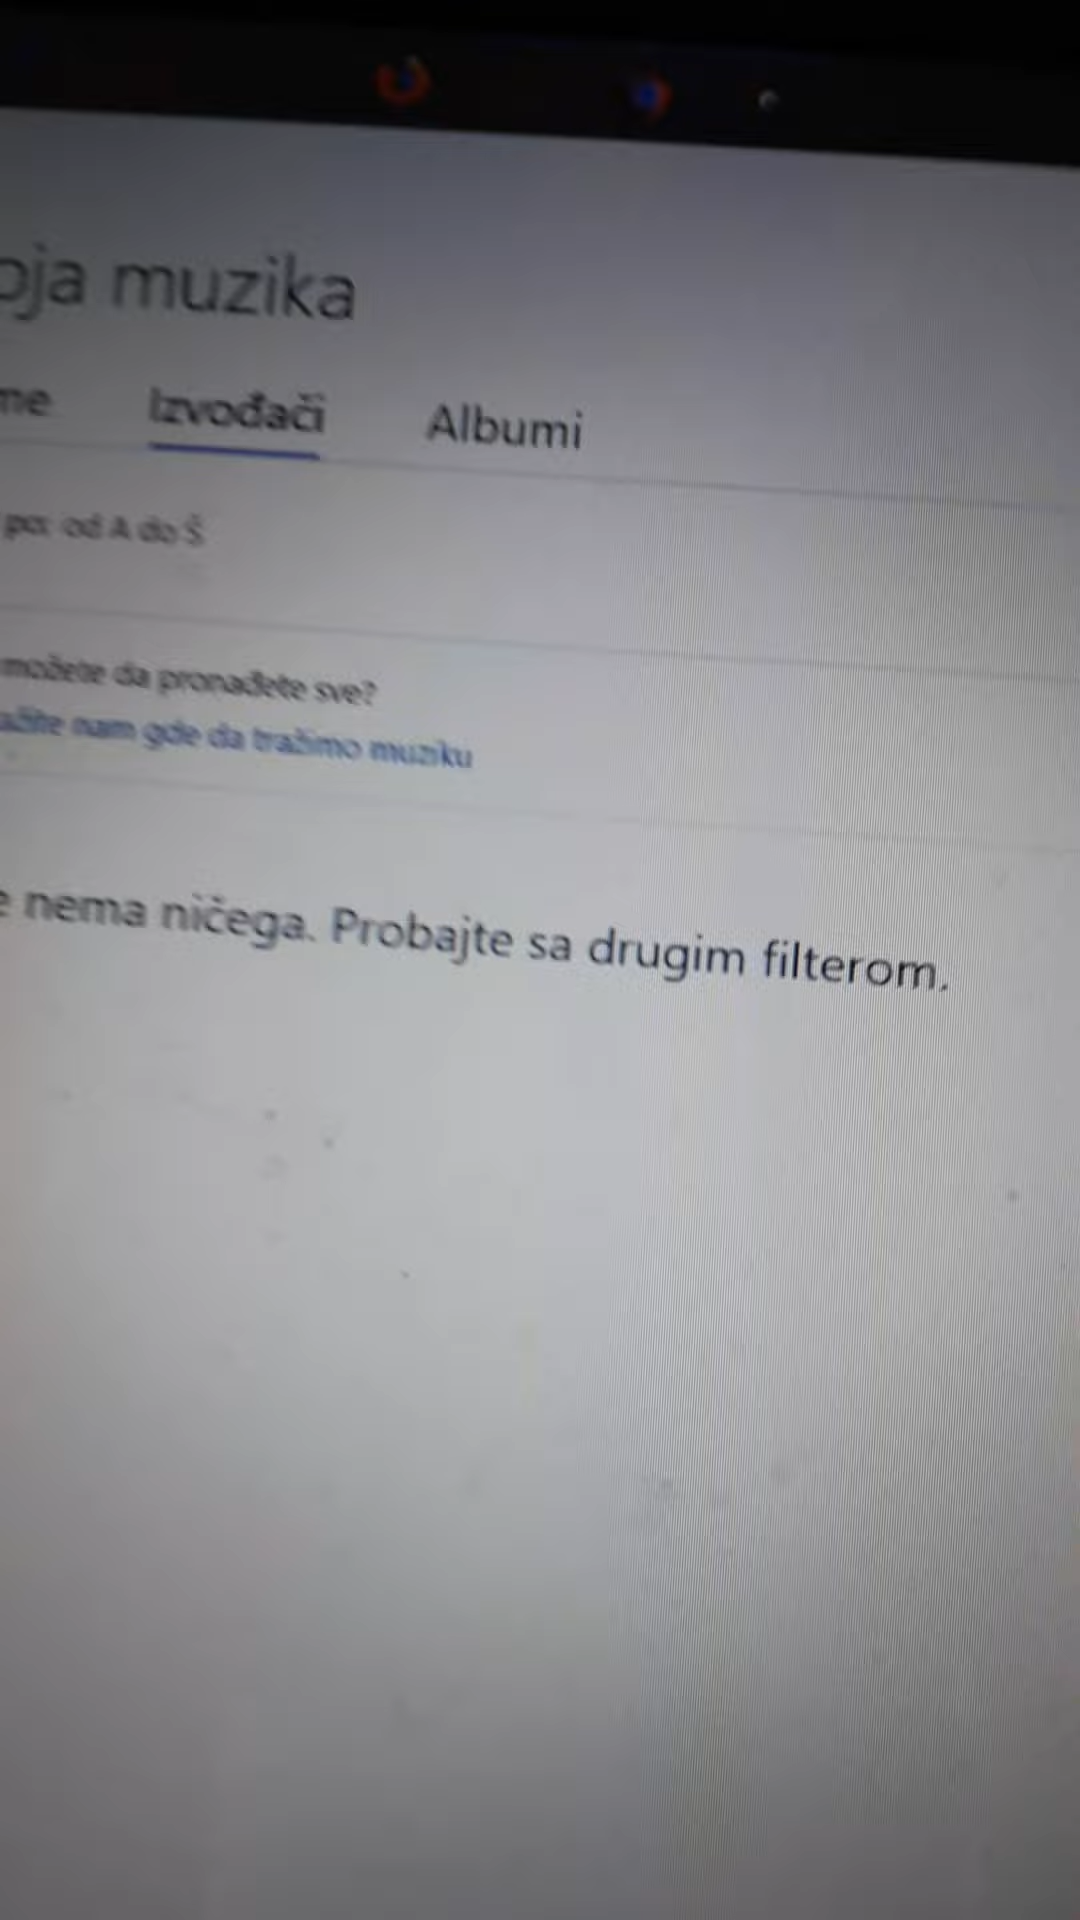 oja muzika
me Izvođači Albumi
po: od A do Š
možete da pronađete sve?
ažite nam gde da tražimo muziku
e nema ničega. Probajte sa drugim filterom.